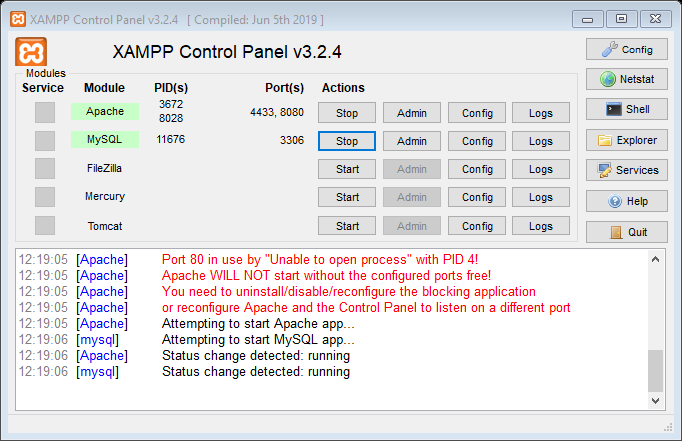 XAMPP Control Panel v3.2.4 [ Compiled: Jun 5th 2019 ]
XAMPP Control Panel v3.2.4
Config
Modules
Service Module PID(s) Port(s) Actions
Netstat
Apache 3672 8028 4433, 8080 Stop Admin Config Logs
Shell
MySQL 11676 3306 Stop Admin Config Logs
Explorer
FileZilla Start Admin Config Logs
Services
Mercury Start Admin Config Logs
Help
Tomcat Start Admin Config Logs
Quit
12:19:05 [Apache] Port 80 in use by "Unable to open process" with PID 4!
12:19:05 [Apache] Apache WILL NOT start without the configured ports free!
12:19:05 [Apache] You need to uninstall/disable/reconfigure the blocking application
12:19:05 [Apache] or reconfigure Apache and the Control Panel to listen on a different port
12:19:05 [Apache] Attempting to start Apache app...
12:19:06 [mysql] Attempting to start MySQL app...
12:19:06 [Apache] Status change detected: running
12:19:06 [mysql] Status change detected: running